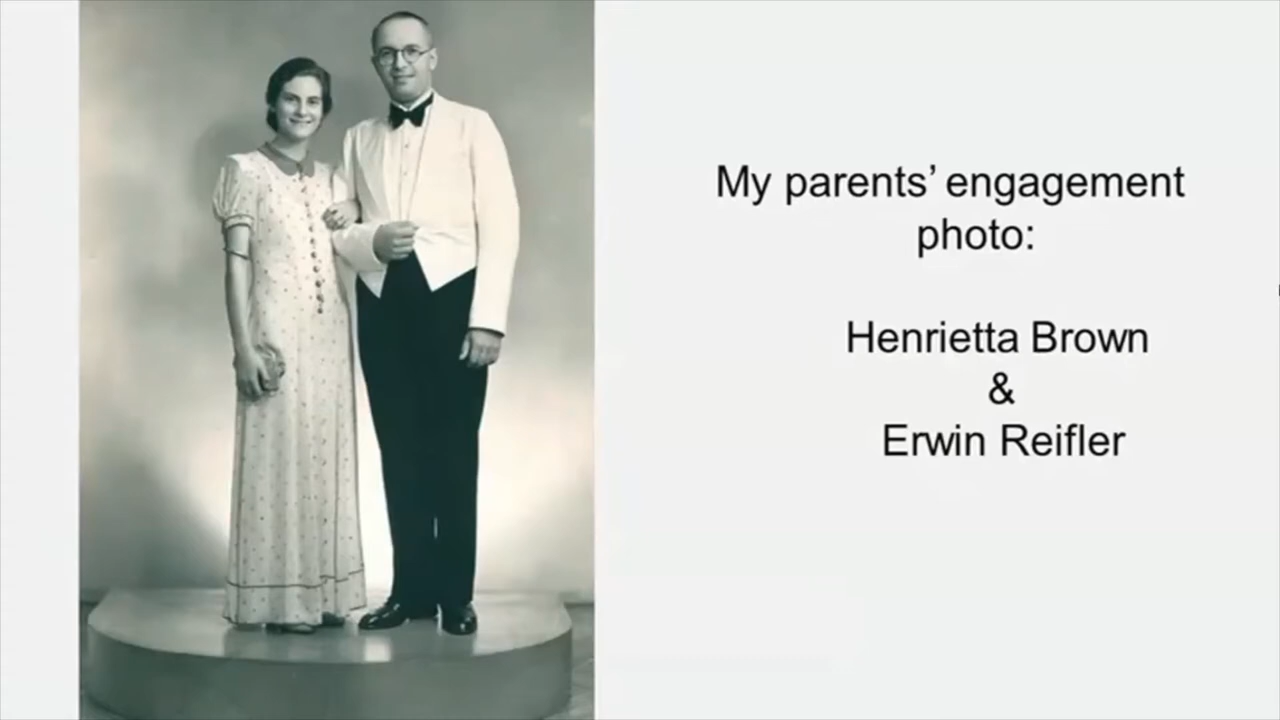 My parents’ engagement
photo:
Henrietta Brown
&
Erwin Reifler